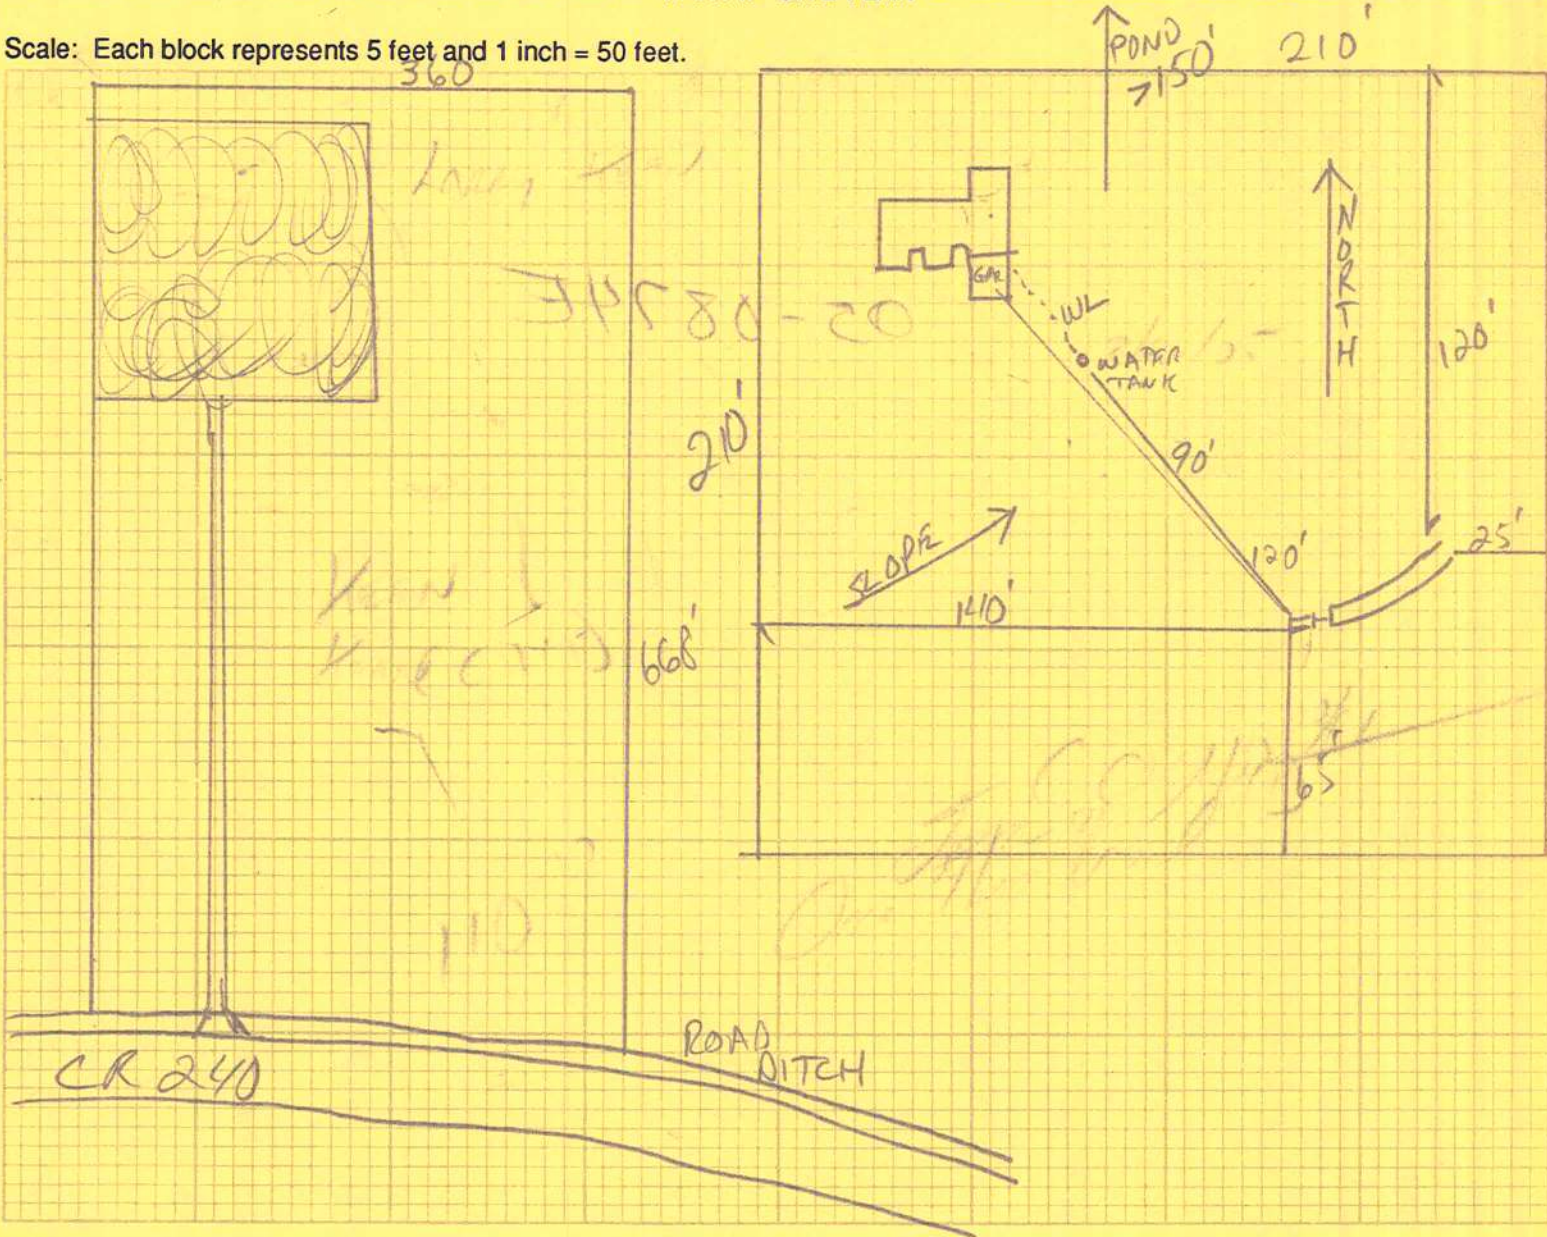 Scale: Each block represents 5 feet and 1 inch = 50 feet.
360
POND
>150'
210'
NORTH
GAR
WL
WATER
TANK
120'
210'
90'
SLOPE
120'
25'
140'
668'
65'
110
ROAD
DITCH
CR 240